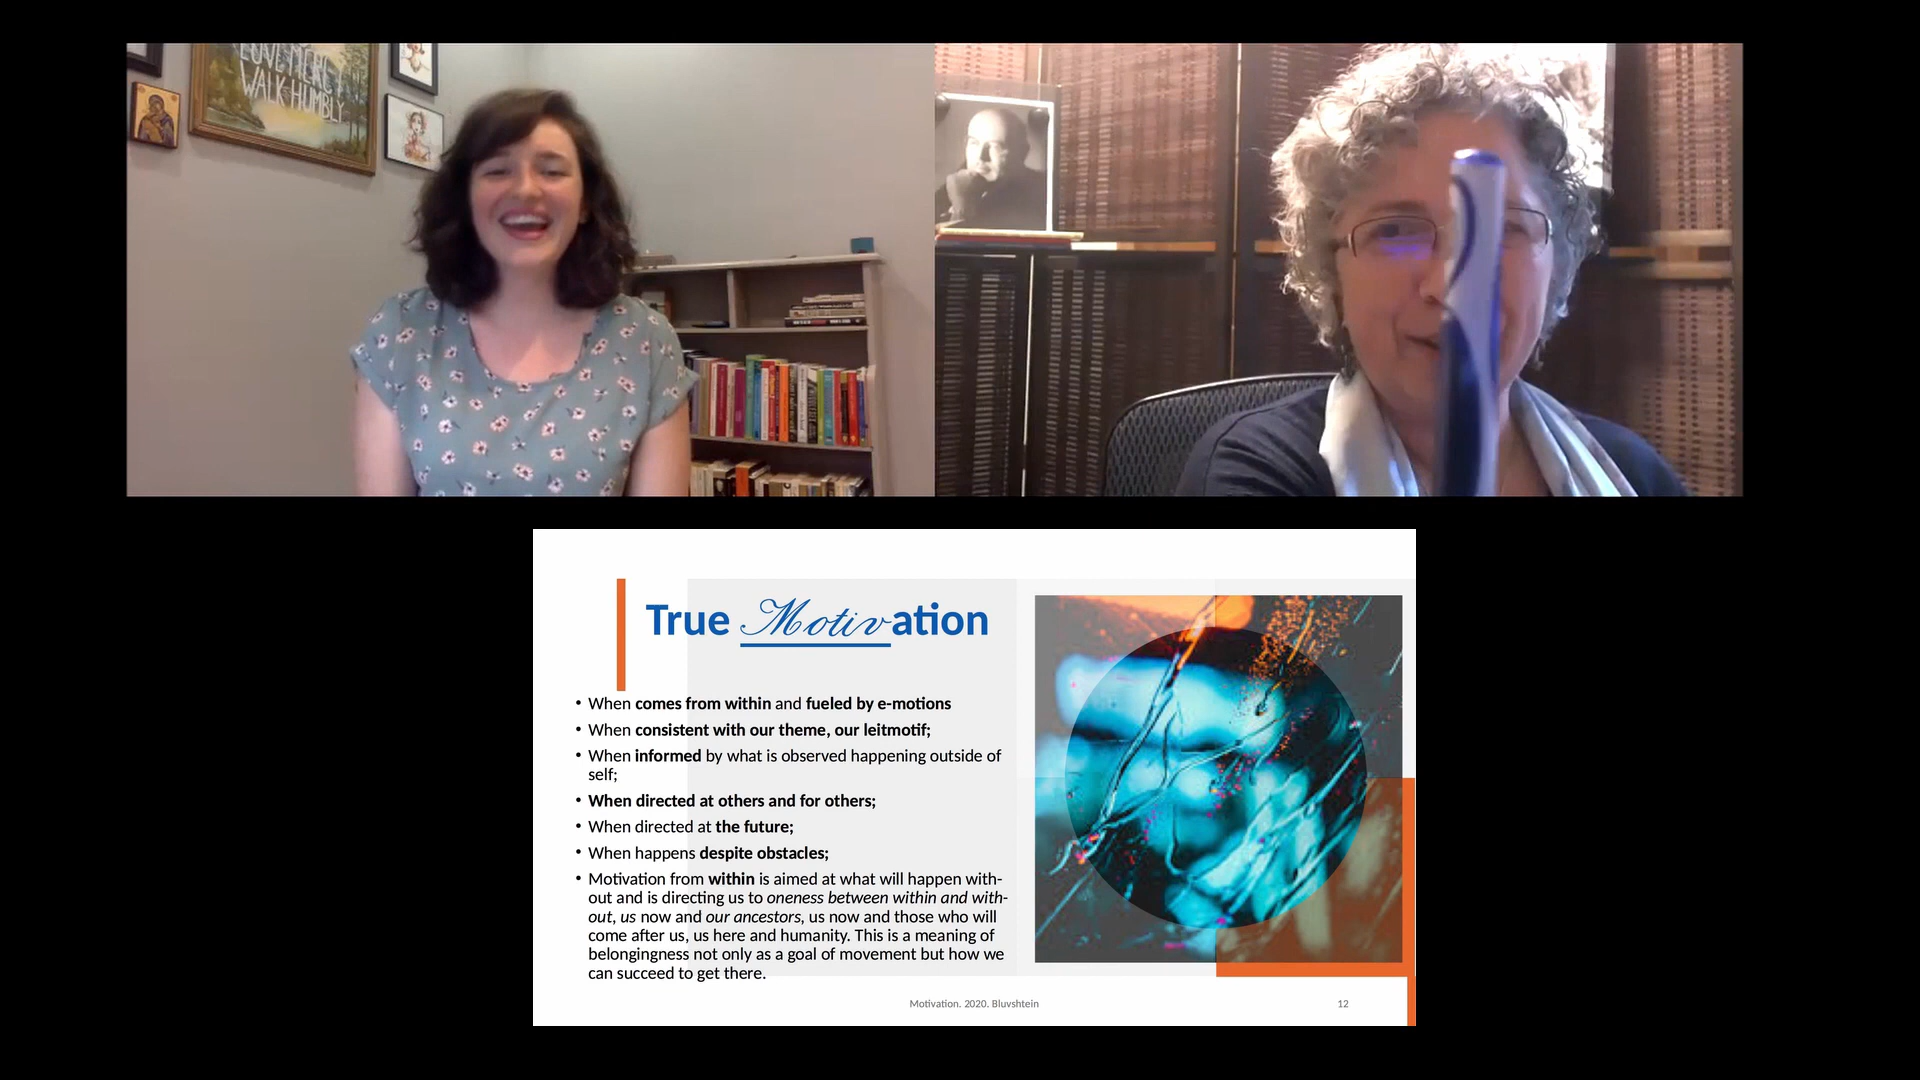 LOVE MERCY
WALK HUMBLY
True Motivation
• When comes from within and fueled by e-motions
• When consistent with our theme, our leitmotif;
• When informed by what is observed happening outside of
self;
• When directed at others and for others;
• When directed at the future;
• When happens despite obstacles;
• Motivation from within is aimed at what will happen with-
out and is directing us to oneness between within and with-
out, us now and our ancestors, us now and those who will
come after us, us here and humanity. This is a meaning of
belongingness not only as a goal of movement but how we
can succeed to get there.
Motivation. 2020. Bluvshtein
12